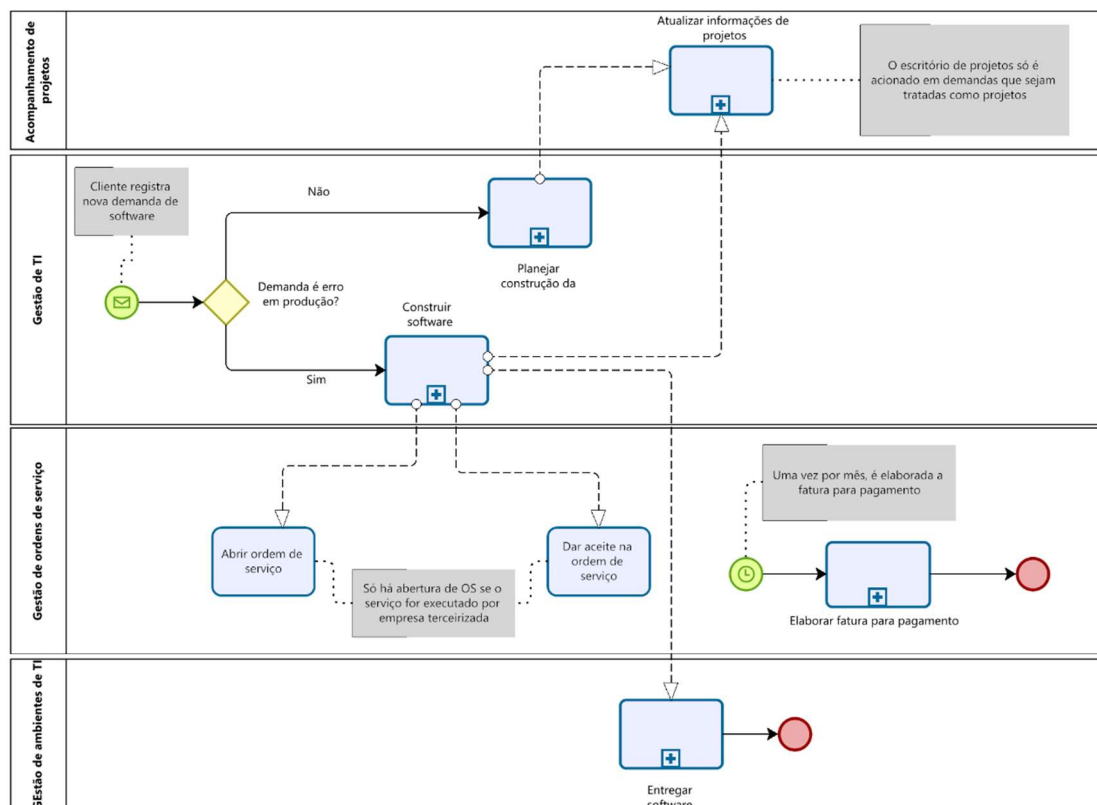 Acompanhamento de
projetos
Atualizar informações de
projetos
O escritório de projetos só é
acionado em demandas que sejam
tratadas como projetos
Gestão de TI
Cliente registra
nova demanda de
software
Não
Demanda é erro
em produção?
Planejar
construção da
Construir
software
Sim
Gestão de ordens de serviço
Abrir ordem de
serviço
Só há abertura de OS se o
serviço for executado por
empresa terceirizada
Dar aceite na
ordem de
serviço
Uma vez por mês, é elaborada a
fatura para pagamento
Elaborar fatura para pagamento
GEstão de ambientes de TI
Entregar
software